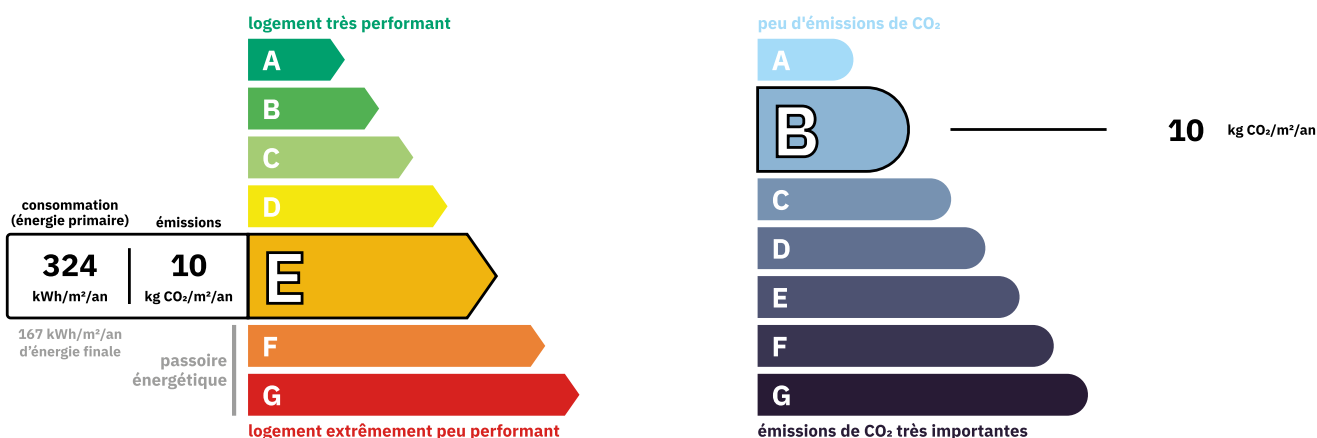 logement très performant
A
B
C
D
consommation
(énergie primaire)
émissions
324
kWh/m²/an
10
kg CO₂/m²/an
E
167 kWh/m²/an
d'énergie finale
passoire
énergétique
F
G
logement extrêmement peu performant
peu d'émissions de CO₂
A
B
10
kg CO₂/m²/an
C
D
E
F
G
émissions de CO₂ très importantes